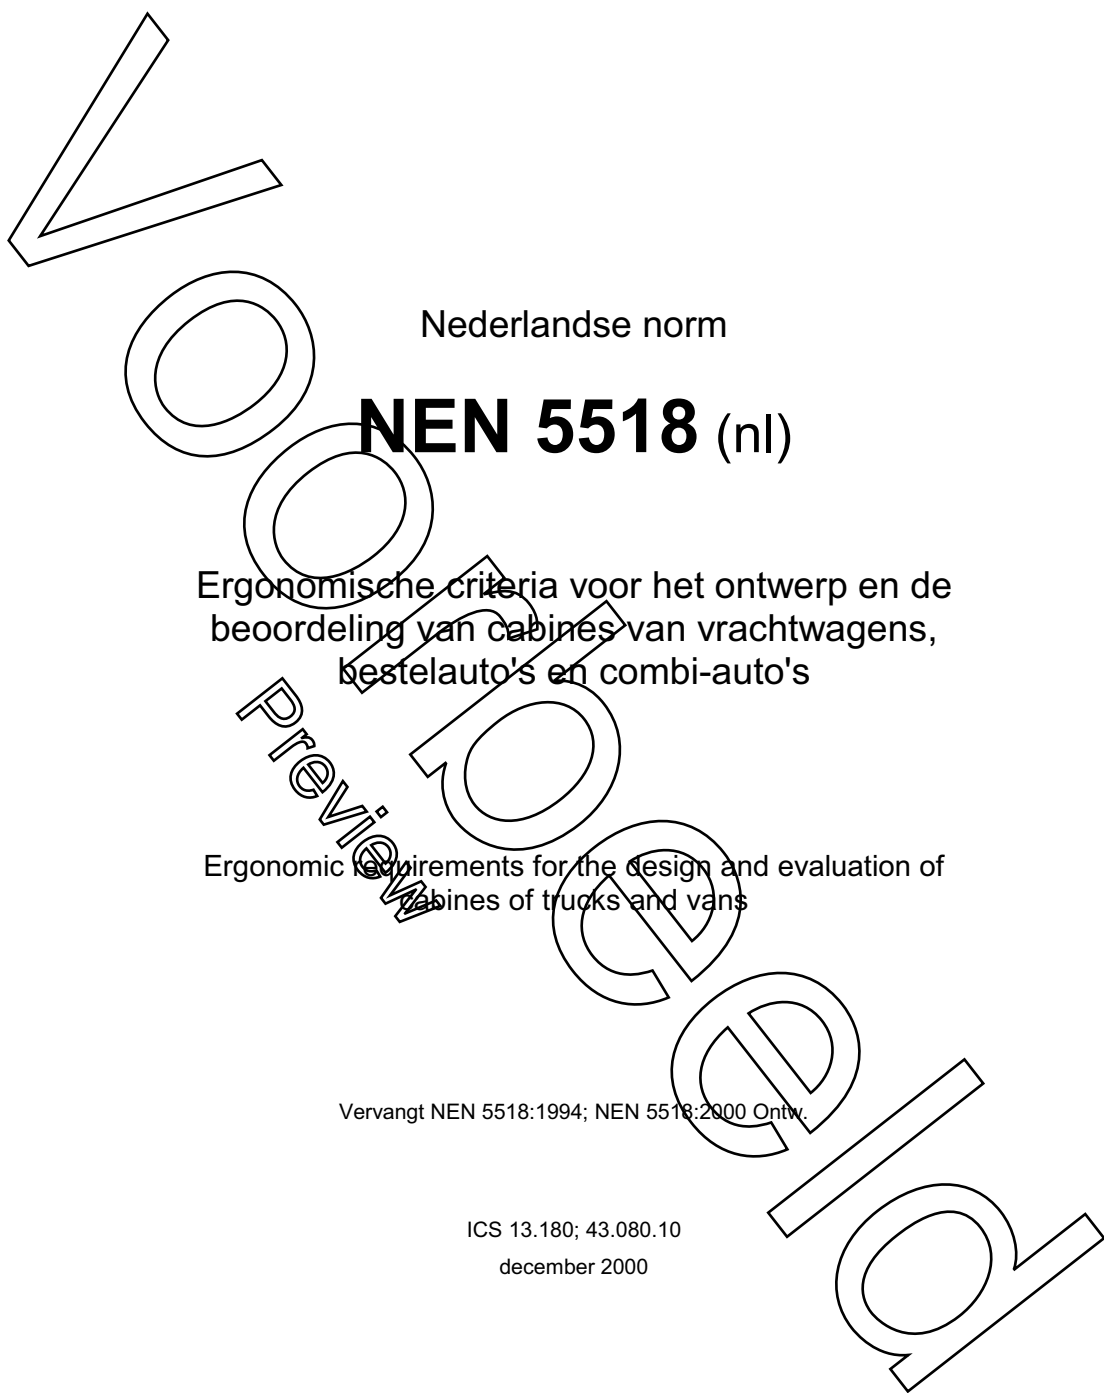 Nederlandse norm
NEN 5518 (nl)
Ergonomische criteria voor het ontwerp en de
beoordeling van cabines van vrachtwagens,
bestelauto's en combi-auto's
Ergonomic requirements for the design and evaluation of
cabines of trucks and vans
Vervangt NEN 5518:1994; NEN 5518:2000 Ontw.
ICS 13.180; 43.080.10
december 2000
Voorbeeld
Preview